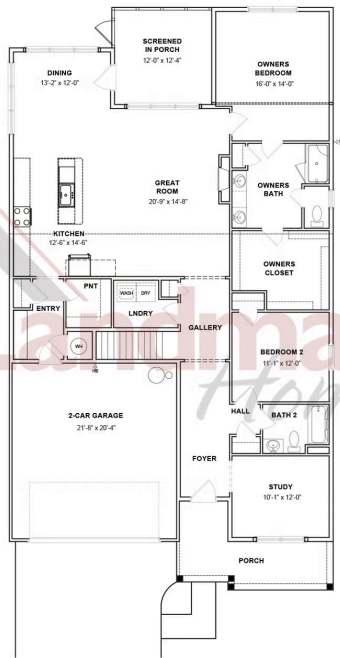 SCREENED
IN PORCH
12'-0" x 12'-4"
OWNERS
BEDROOM
16'-0" x 14'-0"
DINING
13'-2" x 12'-0"
GREAT
ROOM
20'-9" x 14'-8"
OWNERS
BATH
KITCHEN
12'-6" x 14'-6"
OWNERS
CLOSET
PNT
WASH DRY
ENTRY
LNDRY
GALLERY
WH
HB
BEDROOM 2
11'-1" x 12'-0"
2-CAR GARAGE
21'-8" x 20'-4"
HALL
BATH 2
FOYER
STUDY
10'-1" x 12'-0"
PORCH
Landma
Hom